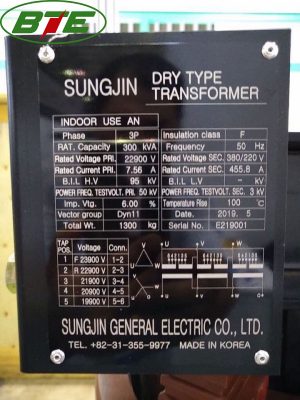 BTE
SUNGJIN DRY TYPE TRANSFORMER
INDOOR USE AN
Phase 3P Insulation class F
RAT. Capacity 300 kVA Frequency 50 Hz
Rated Voltage PRI. 22900 V Rated Voltage SEC. 380/220 V
Rated Current PRI. 7.56 A Rated Current SEC. 455.8 A
B.I.L H.V 95 kV B.I.L L.V - kV
POWER FREQ. TESTVOLT. PRI. 50 kV POWER FREQ. TESTVOLT. SEC. 3 kV
Imp. Vtg. 6.00 % Temperature Rise 100 °C
Vector group Dyn11 Date 2019. 5
Total Wt. 1300 kg Serial No. E219001
TAP POS. Voltage Conn.
1 F 23900 V 1-2
2 R 22900 V 2-3
3 21900 V 3-4
4 20900 V 4-5
5 19900 V 5-6
SUNGJIN GENERAL ELECTRIC CO., LTD.
TEL. +82-31-355-9977 MADE IN KOREA